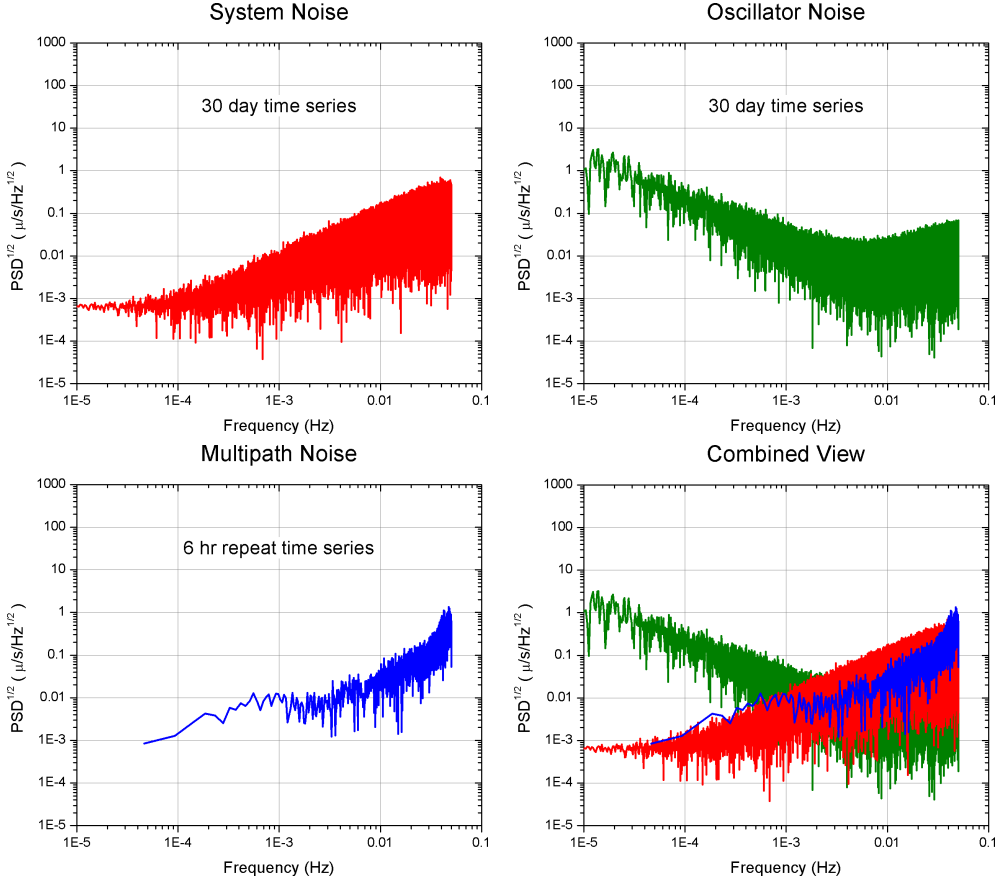 System Noise
Oscillator Noise
1000
100
10
1
0.1
0.01
1E-3
1E-4
1E-5
PSD1/2 ( μ/s/Hz1/2 )
30 day time series
1E-5
1E-4
1E-3
0.01
0.1
Frequency (Hz)
1000
100
10
1
0.1
0.01
1E-3
1E-4
1E-5
PSD1/2 ( μ/s/Hz1/2 )
30 day time series
1E-5
1E-4
1E-3
0.01
0.1
Frequency (Hz)
Multipath Noise
Combined View
1000
100
10
1
0.1
0.01
1E-3
1E-4
1E-5
PSD1/2 ( μ/s/Hz1/2 )
6 hr repeat time series
1E-5
1E-4
1E-3
0.01
0.1
Frequency (Hz)
1000
100
10
1
0.1
0.01
1E-3
1E-4
1E-5
PSD1/2 ( μ/s/Hz1/2 )
1E-5
1E-4
1E-3
0.01
0.1
Frequency (Hz)